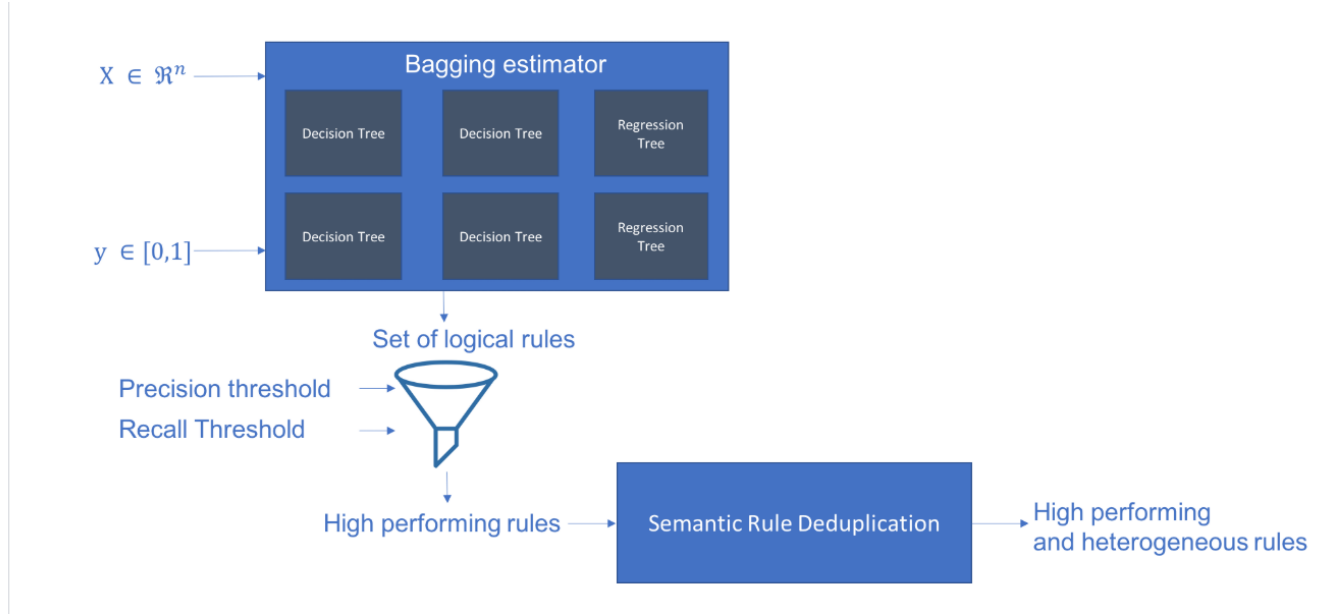 Bagging estimator
X ∈ ℜⁿ
Decision Tree
Decision Tree
Regression
Tree
y ∈ [0,1]
Decision Tree
Decision Tree
Regression
Tree
Set of logical rules
Precision threshold
Recall Threshold
High performing rules
Semantic Rule Deduplication
High performing
and heterogeneous rules